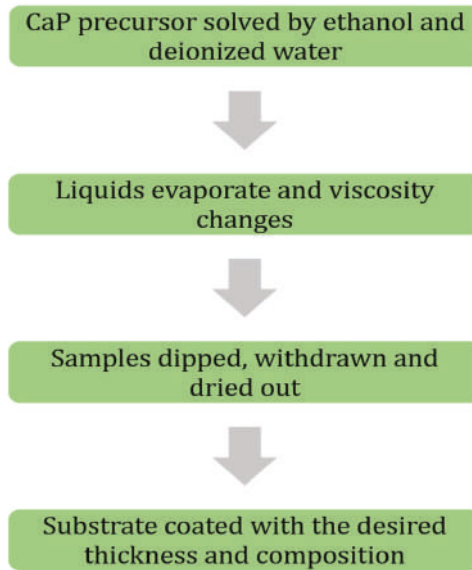 CaP precursor solved by ethanol and
deionized water
Liquids evaporate and viscosity
changes
Samples dipped, withdrawn and
dried out
Substrate coated with the desired
thickness and composition